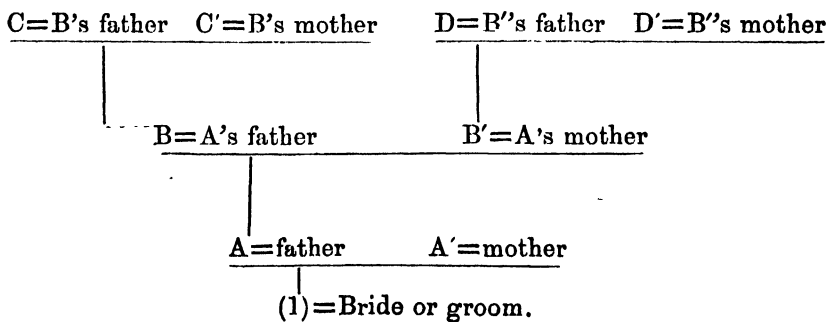 C=B's father C′=B's mother D=B′'s father D′=B′'s mother
B=A's father B′=A's mother
A=father A′=mother
(1)=Bride or groom.